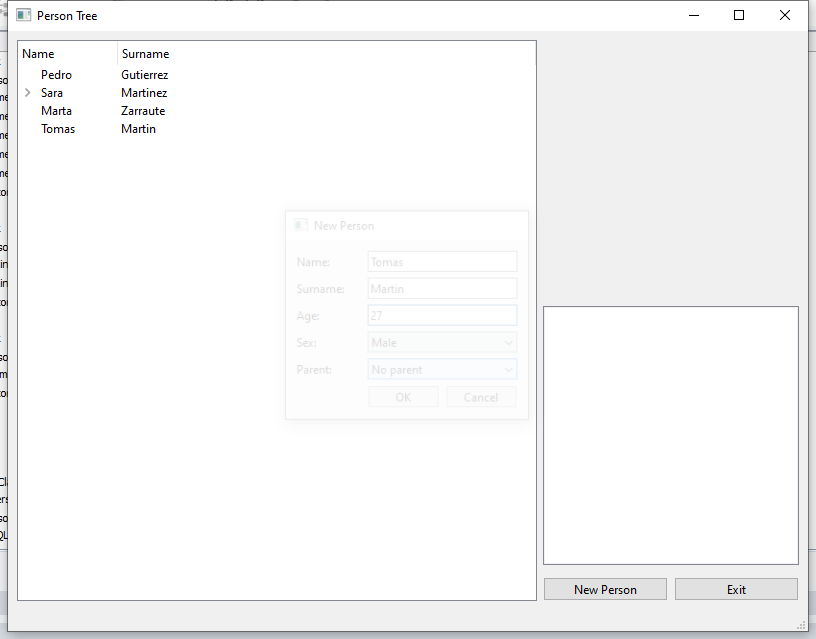 Person Tree
Name Surname
Pedro Gutierrez
Sara Martinez
Marta Zarraute
Tomas Martin
New Person
Name: Tomas
Surname: Martin
Age: 27
Sex: Male
Parent: No parent
OK Cancel
New Person Exit